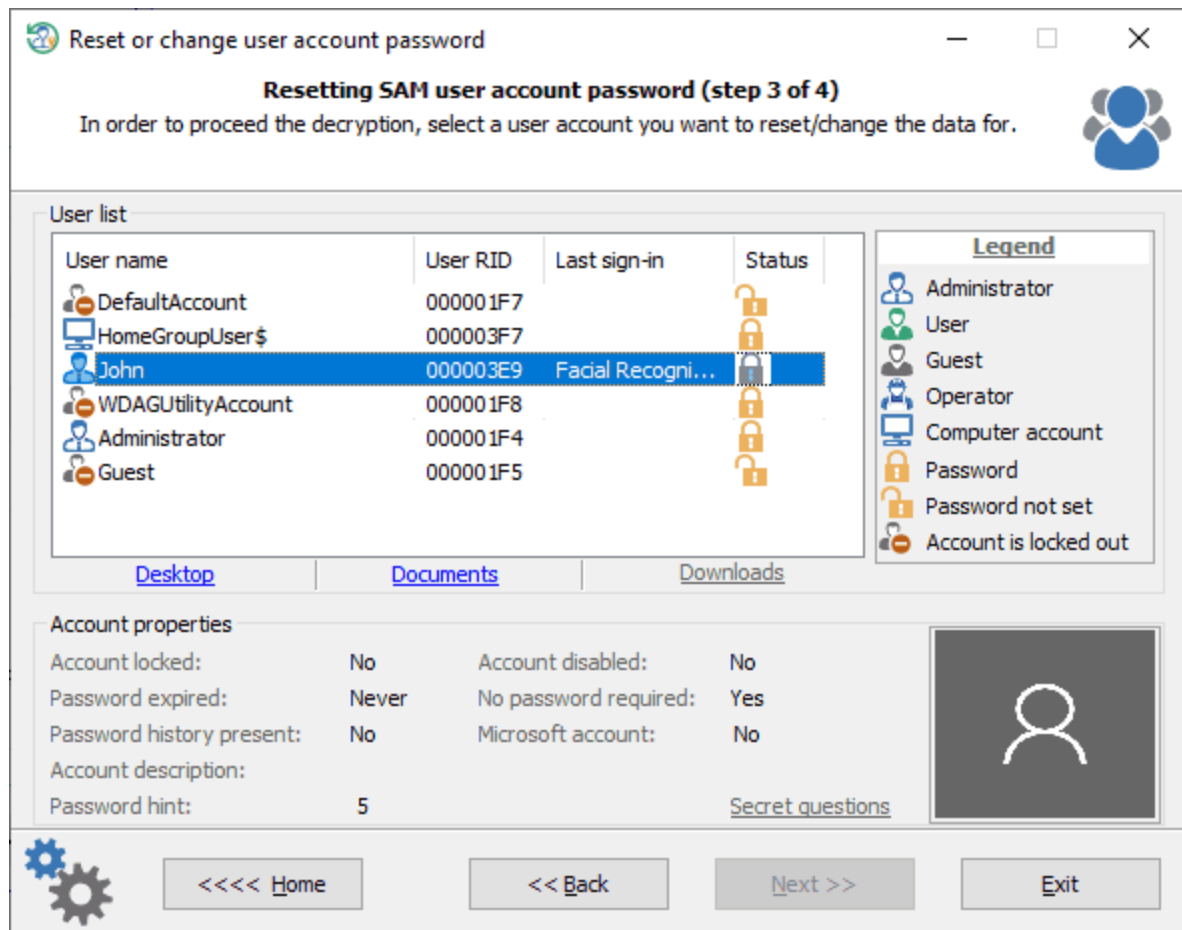 Reset or change user account password
Resetting SAM user account password (step 3 of 4)
In order to proceed the decryption, select a user account you want to reset/change the data for.
User list
User name User RID Last sign-in Status
DefaultAccount 000001F7
HomeGroupUser$ 000003F7
John 000003E9 Facial Recogni...
WDAGUtilityAccount 000001F8
Administrator 000001F4
Guest 000001F5
Legend
Administrator
User
Guest
Operator
Computer account
Password
Password not set
Account is locked out
Desktop Documents Downloads
Account properties
Account locked: No Account disabled: No
Password expired: Never No password required: Yes
Password history present: No Microsoft account: No
Account description:
Password hint: 5 Secret questions
<<<< Home << Back Next >> Exit